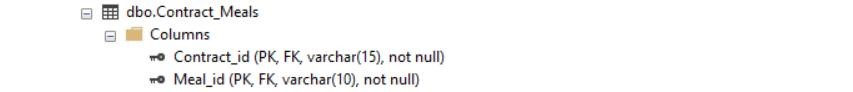 dbo.Contract_Meals
Columns
Contract_id (PK, FK, varchar(15), not null)
Meal_id (PK, FK, varchar(10), not null)